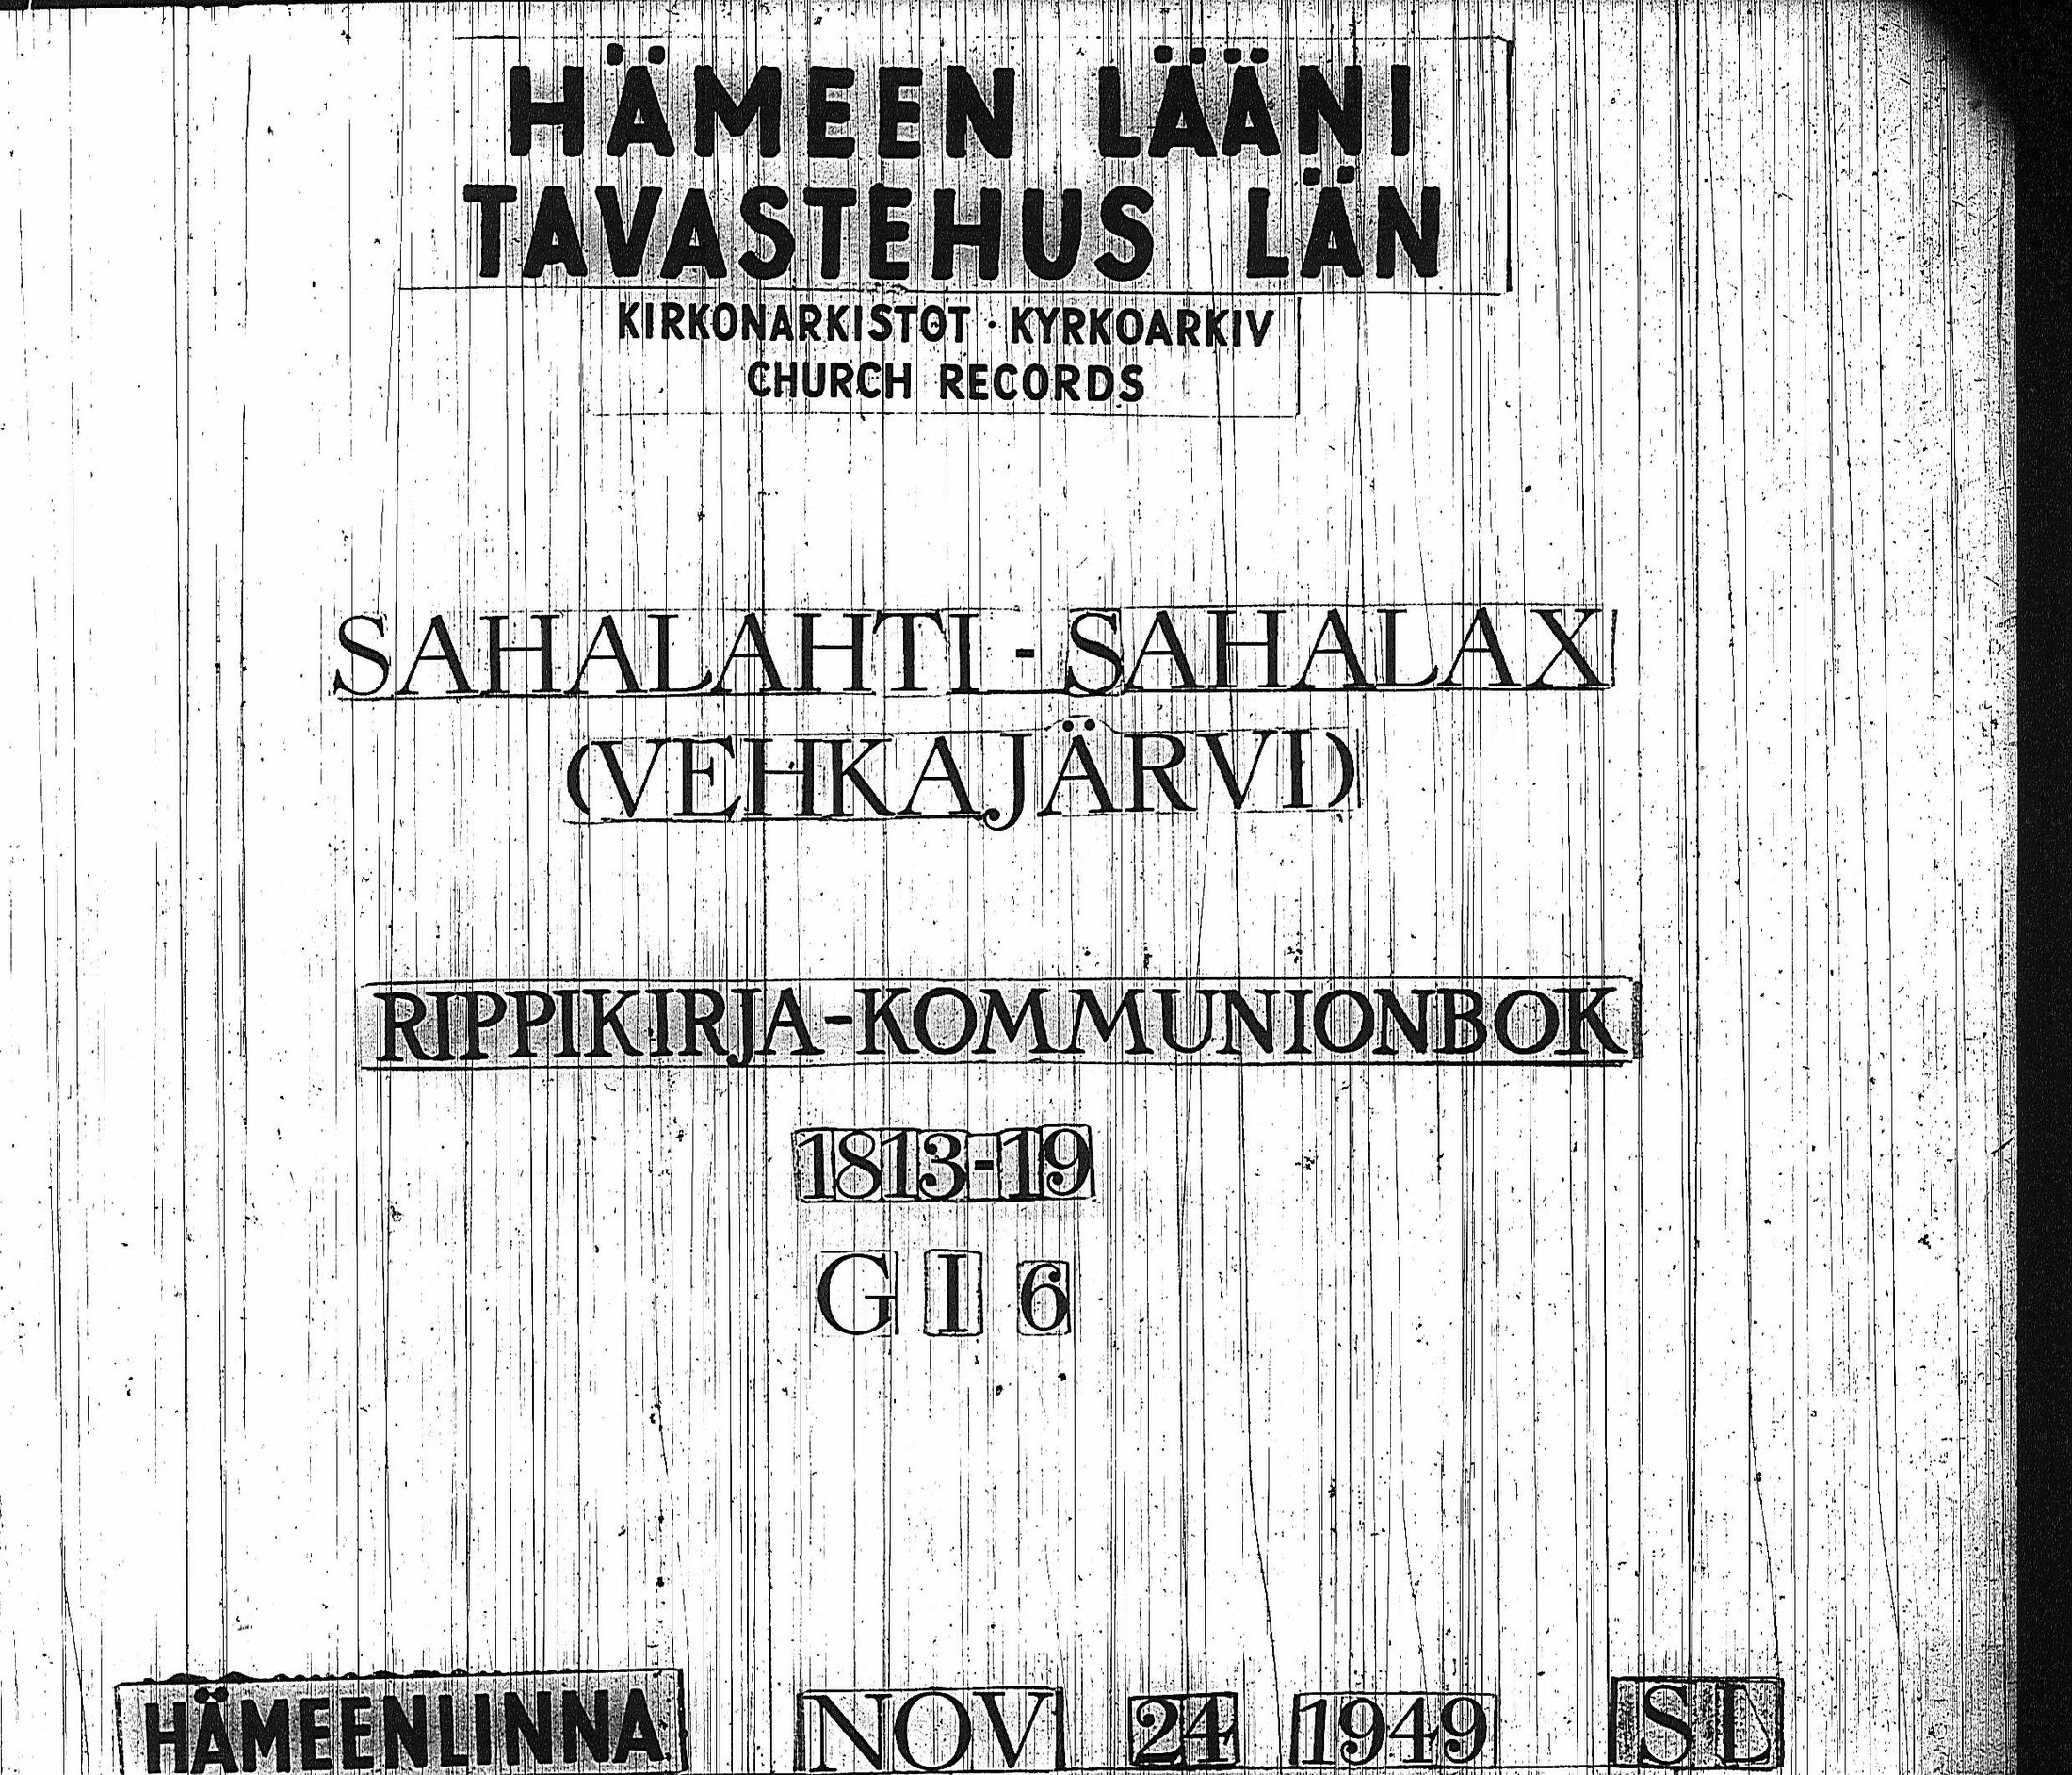 HÄMEEN LÄÄNI
TAVASTEHUS LÄN
KIRKONARKISTOT · KYRKOARKIV
CHURCH RECORDS
SAHALAHTI - SAHALAX
(VEHKAJÄRVI)
RIPPIKIRJA-KOMMUNIONBOK
1813-19
G I 6
HÄMEENLINNA NOV 24 1949 SL